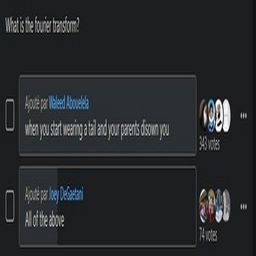 What is the fourier transform?
Ajouté par Waleed Abouelela
when you start wearing a tail and your parents disown you
343 votes
Ajouté par Joey DeGaetani
All of the above
74 votes